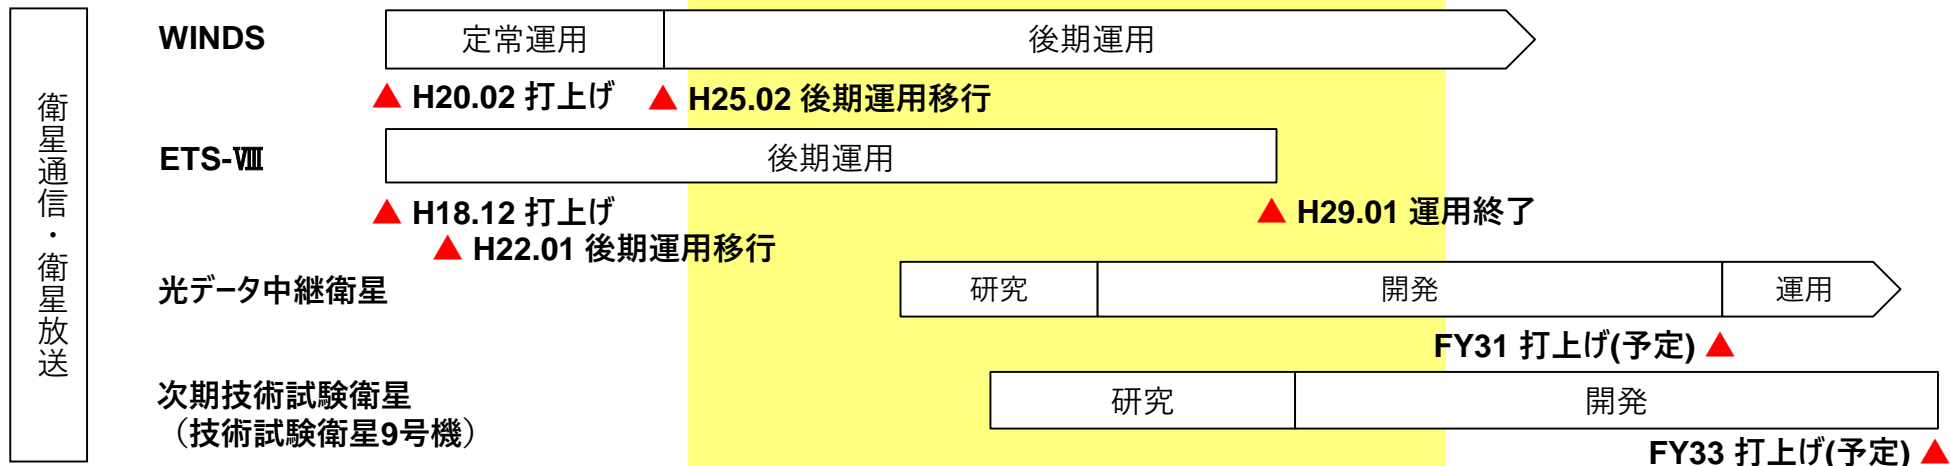 衛星通信・衛星放送
WINDS
定常運用
後期運用
▲ H20.02 打上げ
▲ H25.02 後期運用移行
ETS-Ⅷ
後期運用
▲ H18.12 打上げ
▲ H29.01 運用終了
▲ H22.01 後期運用移行
光データ中継衛星
研究
開発
運用
FY31 打上げ(予定) ▲
次期技術試験衛星
（技術試験衛星9号機）
研究
開発
FY33 打上げ(予定) ▲